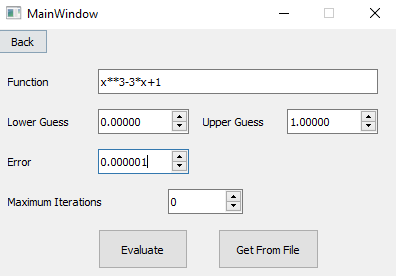 MainWindow
Back
Function x**3-3*x+1
Lower Guess 0.00000 Upper Guess 1.00000
Error 0.000001
Maximum Iterations 0
Evaluate Get From File